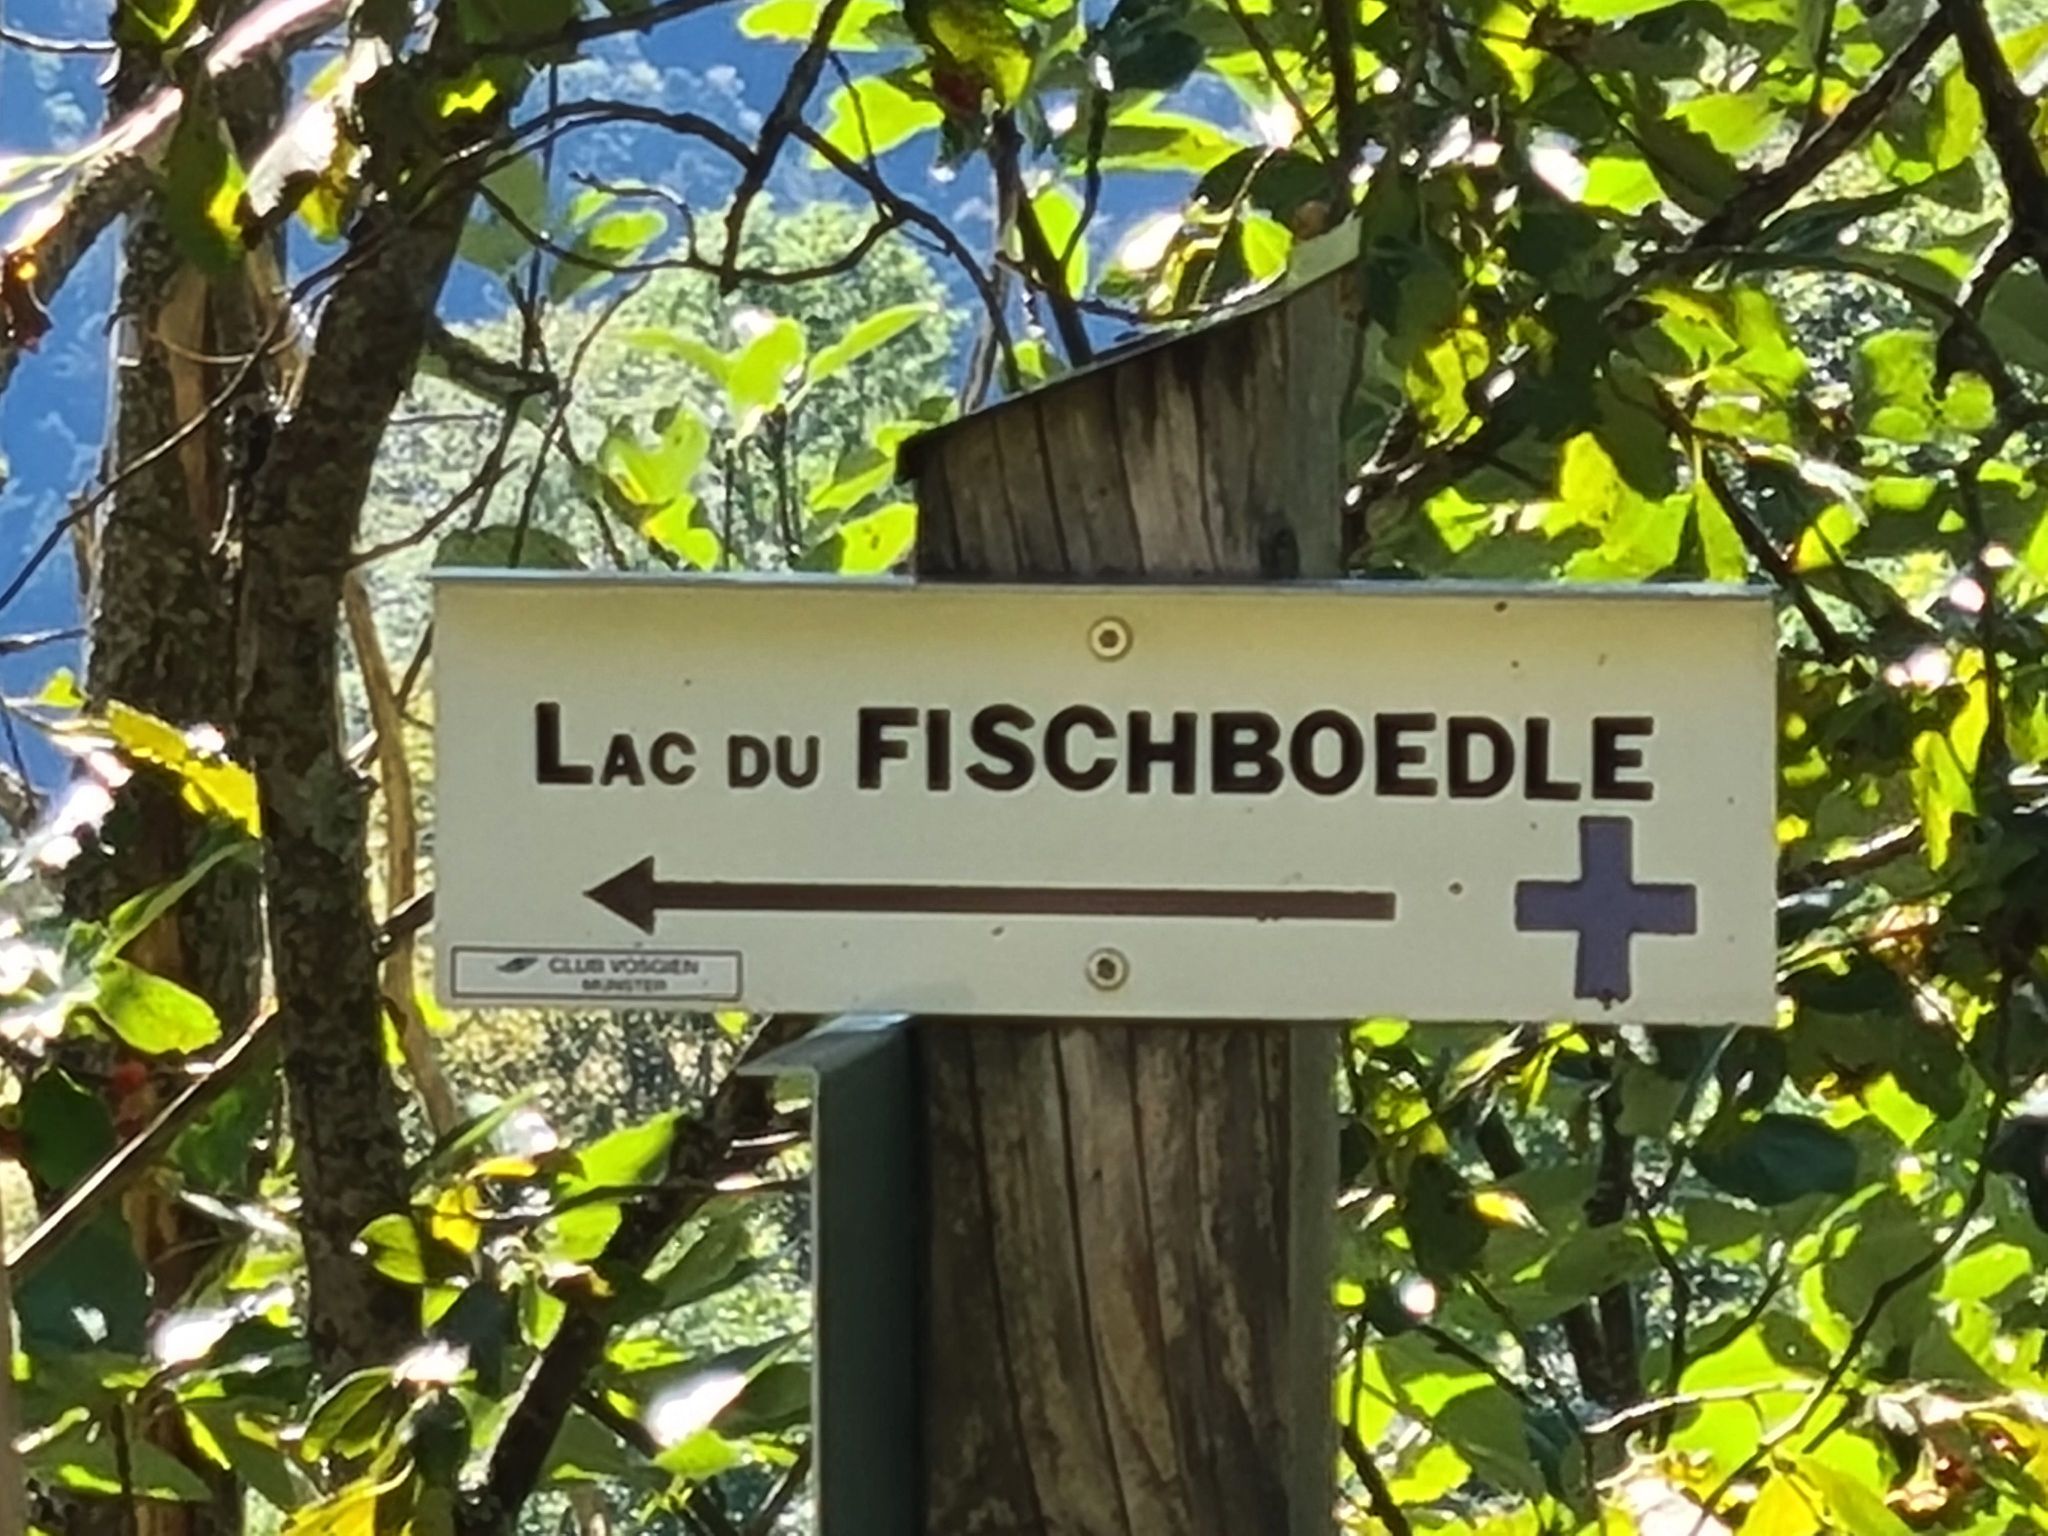 LAC DU FISCHBOEDLE
CLUB VOSGIEN
MUNSTER